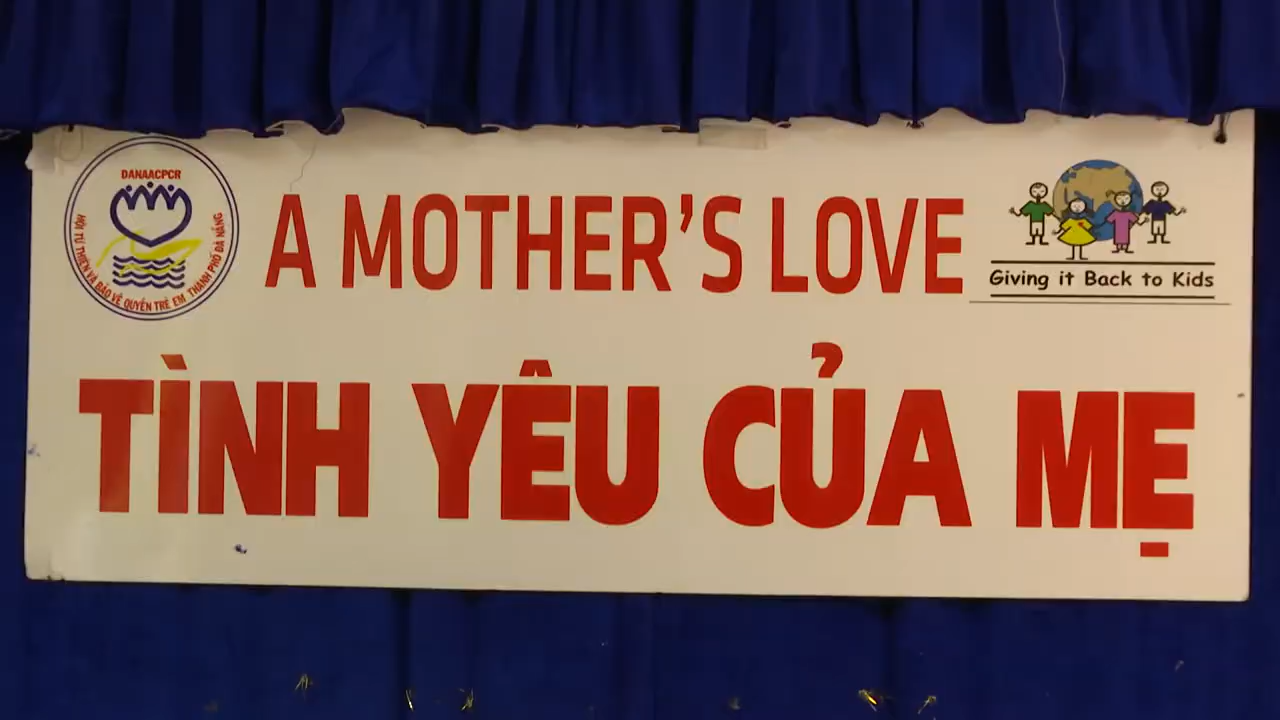 DANAACPCR
HỘI TỪ THIỆN VÀ BẢO VỆ QUYỀN TRẺ EM THÀNH PHỐ ĐÀ NẴNG
A MOTHER'S LOVE
Giving it Back to Kids
TÌNH YÊU CỦA MẸ